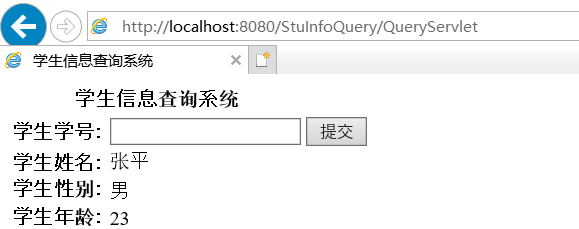 http://localhost:8080/StuInfoQuery/QueryServlet
学生信息查询系统
学生信息查询系统
学生学号: 提交
学生姓名: 张平
学生性别: 男
学生年龄: 23